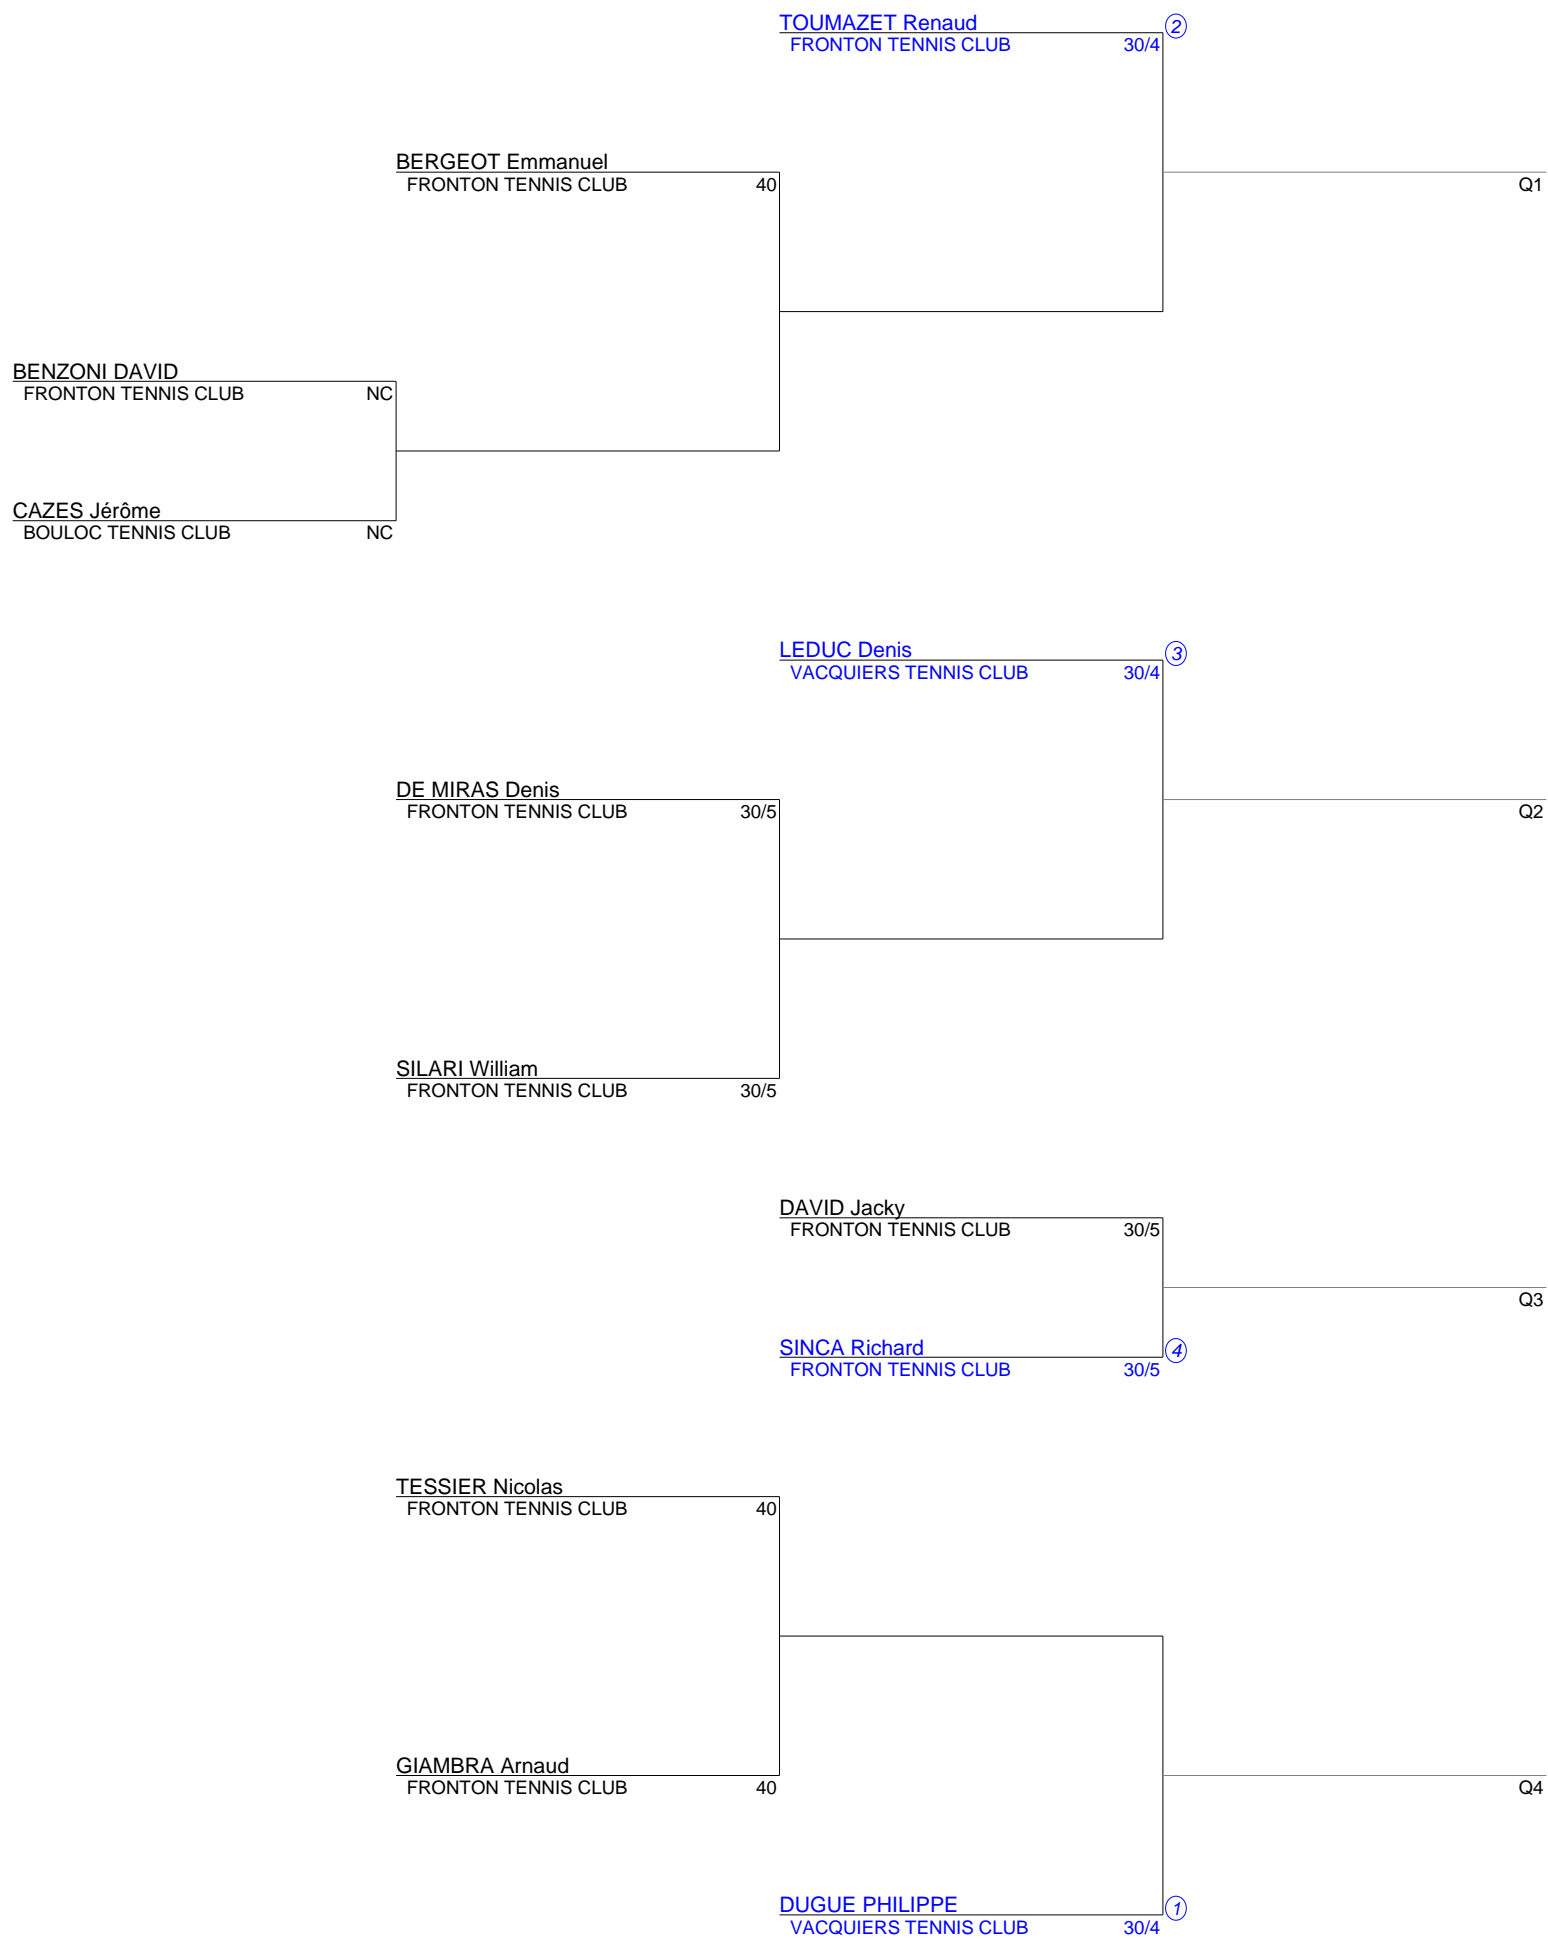 TOUMAZET Renaud 2
FRONTON TENNIS CLUB 30/4
BERGEOT Emmanuel
FRONTON TENNIS CLUB 40 Q1
BENZONI DAVID
FRONTON TENNIS CLUB NC
CAZES Jérôme
BOULOC TENNIS CLUB NC
LEDUC Denis 3
VACQUIERS TENNIS CLUB 30/4
DE MIRAS Denis
FRONTON TENNIS CLUB 30/5 Q2
SILARI William
FRONTON TENNIS CLUB 30/5
DAVID Jacky
FRONTON TENNIS CLUB 30/5
Q3
SINCA Richard 4
FRONTON TENNIS CLUB 30/5
TESSIER Nicolas
FRONTON TENNIS CLUB 40
GIAMBRA Arnaud
FRONTON TENNIS CLUB 40 Q4
DUGUE PHILIPPE 1
VACQUIERS TENNIS CLUB 30/4